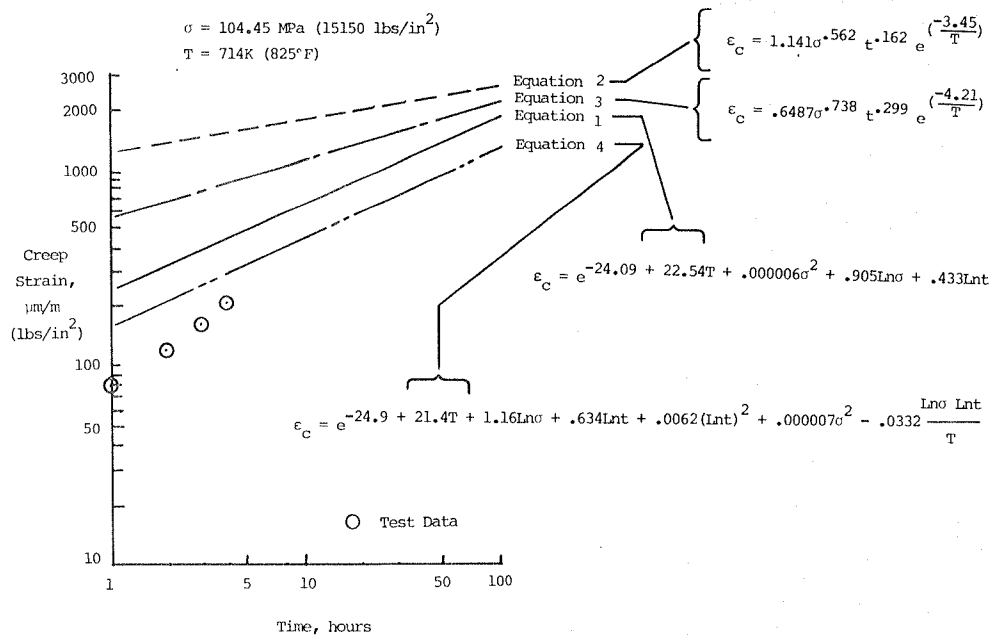 σ = 104.45 MPa (15150 lbs/in²)
T = 714K (825°F)
ε_c = 1.141σ^.562 t^.162 e^(-3.45/T)
ε_c = .6487σ^.738 t^.299 e^(-4.21/T)
Equation 2
Equation 3
Equation 1
Equation 4
3000
2000
1000
500
100
50
10
Creep
Strain,
μm/m
(lbs/in²)
ε_c = e^-24.09 + 22.54T + .000006σ² + .905Lnσ + .433Lnt
ε_c = e^-24.9 + 21.4T + 1.16Lnσ + .634Lnt + .0062(Lnt)² + .000007σ² - .0332 Lnσ Lnt/T
Test Data
1 5 10 50 100
Time, hours